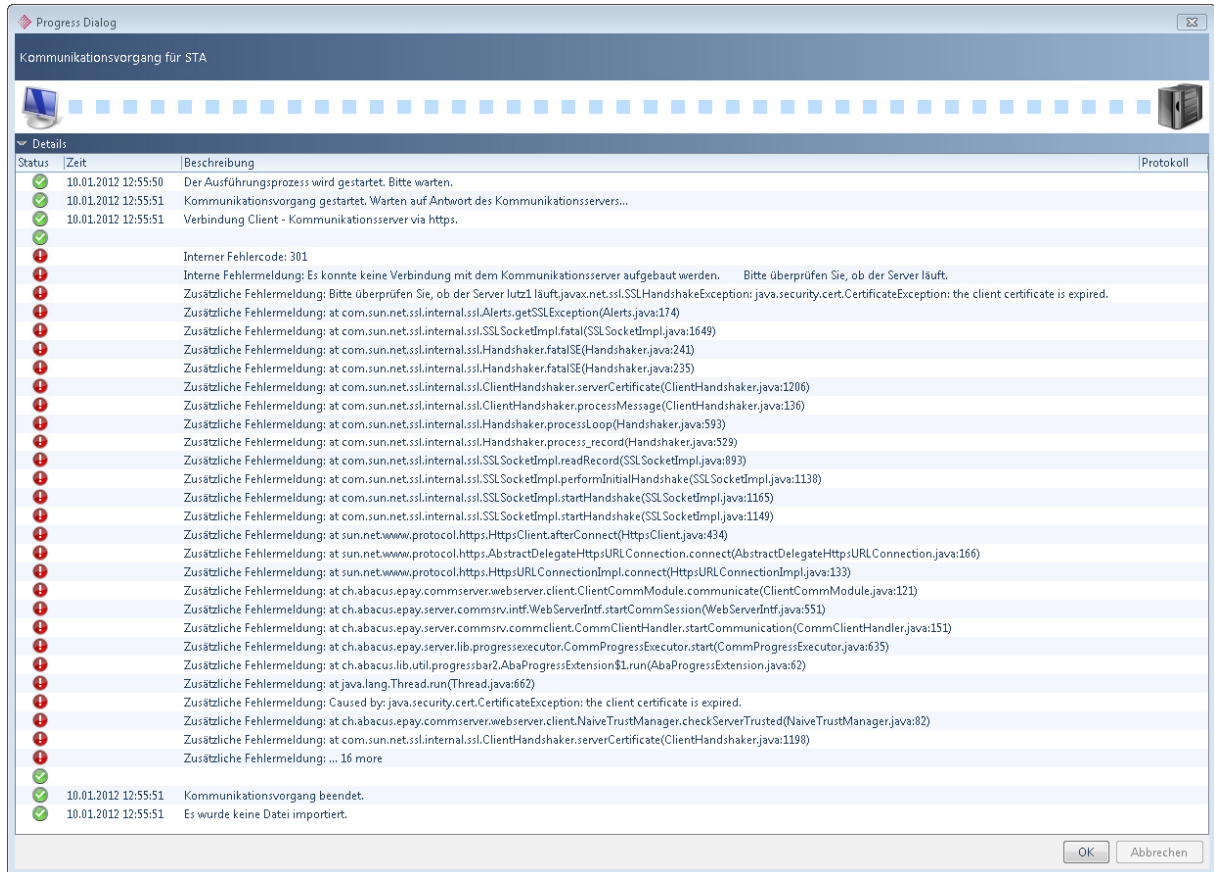 Progress Dialog
Kommunikationsvorgang für STA
Details
Status Zeit Beschreibung Protokoll
10.01.2012 12:55:50 Der Ausführungsprozess wird gestartet. Bitte warten.
10.01.2012 12:55:51 Kommunikationsvorgang gestartet. Warten auf Antwort des Kommunikationsservers...
10.01.2012 12:55:51 Verbindung Client - Kommunikationsserver via https.
Interner Fehlercode: 301
Interne Fehlermeldung: Es konnte keine Verbindung mit dem Kommunikationsserver aufgebaut werden. Bitte überprüfen Sie, ob der Server läuft.
Zusätzliche Fehlermeldung: Bitte überprüfen Sie, ob der Server lutz1 läuft.javax.net.ssl.SSLHandshakeException: java.security.cert.CertificateException: the client certificate is expired.
Zusätzliche Fehlermeldung: at com.sun.net.ssl.internal.ssl.Alerts.getSSLException(Alerts.java:174)
Zusätzliche Fehlermeldung: at com.sun.net.ssl.internal.ssl.SSLSocketImpl.fatal(SSLSocketImpl.java:1649)
Zusätzliche Fehlermeldung: at com.sun.net.ssl.internal.ssl.Handshaker.fatalSE(Handshaker.java:241)
Zusätzliche Fehlermeldung: at com.sun.net.ssl.internal.ssl.Handshaker.fatalSE(Handshaker.java:235)
Zusätzliche Fehlermeldung: at com.sun.net.ssl.internal.ssl.ClientHandshaker.serverCertificate(ClientHandshaker.java:1206)
Zusätzliche Fehlermeldung: at com.sun.net.ssl.internal.ssl.ClientHandshaker.processMessage(ClientHandshaker.java:136)
Zusätzliche Fehlermeldung: at com.sun.net.ssl.internal.ssl.Handshaker.processLoop(Handshaker.java:593)
Zusätzliche Fehlermeldung: at com.sun.net.ssl.internal.ssl.Handshaker.process_record(Handshaker.java:529)
Zusätzliche Fehlermeldung: at com.sun.net.ssl.internal.ssl.SSLSocketImpl.readRecord(SSLSocketImpl.java:893)
Zusätzliche Fehlermeldung: at com.sun.net.ssl.internal.ssl.SSLSocketImpl.performInitialHandshake(SSLSocketImpl.java:1138)
Zusätzliche Fehlermeldung: at com.sun.net.ssl.internal.ssl.SSLSocketImpl.startHandshake(SSLSocketImpl.java:1165)
Zusätzliche Fehlermeldung: at com.sun.net.ssl.internal.ssl.SSLSocketImpl.startHandshake(SSLSocketImpl.java:1149)
Zusätzliche Fehlermeldung: at sun.net.www.protocol.https.HttpsClient.afterConnect(HttpsClient.java:434)
Zusätzliche Fehlermeldung: at sun.net.www.protocol.https.AbstractDelegateHttpsURLConnection.connect(AbstractDelegateHttpsURLConnection.java:166)
Zusätzliche Fehlermeldung: at sun.net.www.protocol.https.HttpsURLConnectionImpl.connect(HttpsURLConnectionImpl.java:133)
Zusätzliche Fehlermeldung: at ch.abacus.epay.commserver.webserver.client.ClientCommModule.communicate(ClientCommModule.java:121)
Zusätzliche Fehlermeldung: at ch.abacus.epay.server.commsrv.intf.WebServerIntf.startCommSession(WebServerIntf.java:551)
Zusätzliche Fehlermeldung: at ch.abacus.epay.server.commsrv.commclient.CommClientHandler.startCommunication(CommClientHandler.java:151)
Zusätzliche Fehlermeldung: at ch.abacus.epay.server.lib.progressexecutor.CommProgressExecutor.start(CommProgressExecutor.java:635)
Zusätzliche Fehlermeldung: at ch.abacus.lib.util.progressbar2.AbaProgressExtension$1.run(AbaProgressExtension.java:62)
Zusätzliche Fehlermeldung: at java.lang.Thread.run(Thread.java:662)
Zusätzliche Fehlermeldung: Caused by: java.security.cert.CertificateException: the client certificate is expired.
Zusätzliche Fehlermeldung: at ch.abacus.epay.commserver.webserver.client.NaiveTrustManager.checkServerTrusted(NaiveTrustManager.java:82)
Zusätzliche Fehlermeldung: at com.sun.net.ssl.internal.ssl.ClientHandshaker.serverCertificate(ClientHandshaker.java:1198)
Zusätzliche Fehlermeldung: ... 16 more
10.01.2012 12:55:51 Kommunikationsvorgang beendet.
10.01.2012 12:55:51 Es wurde keine Datei importiert.
OK Abbrechen